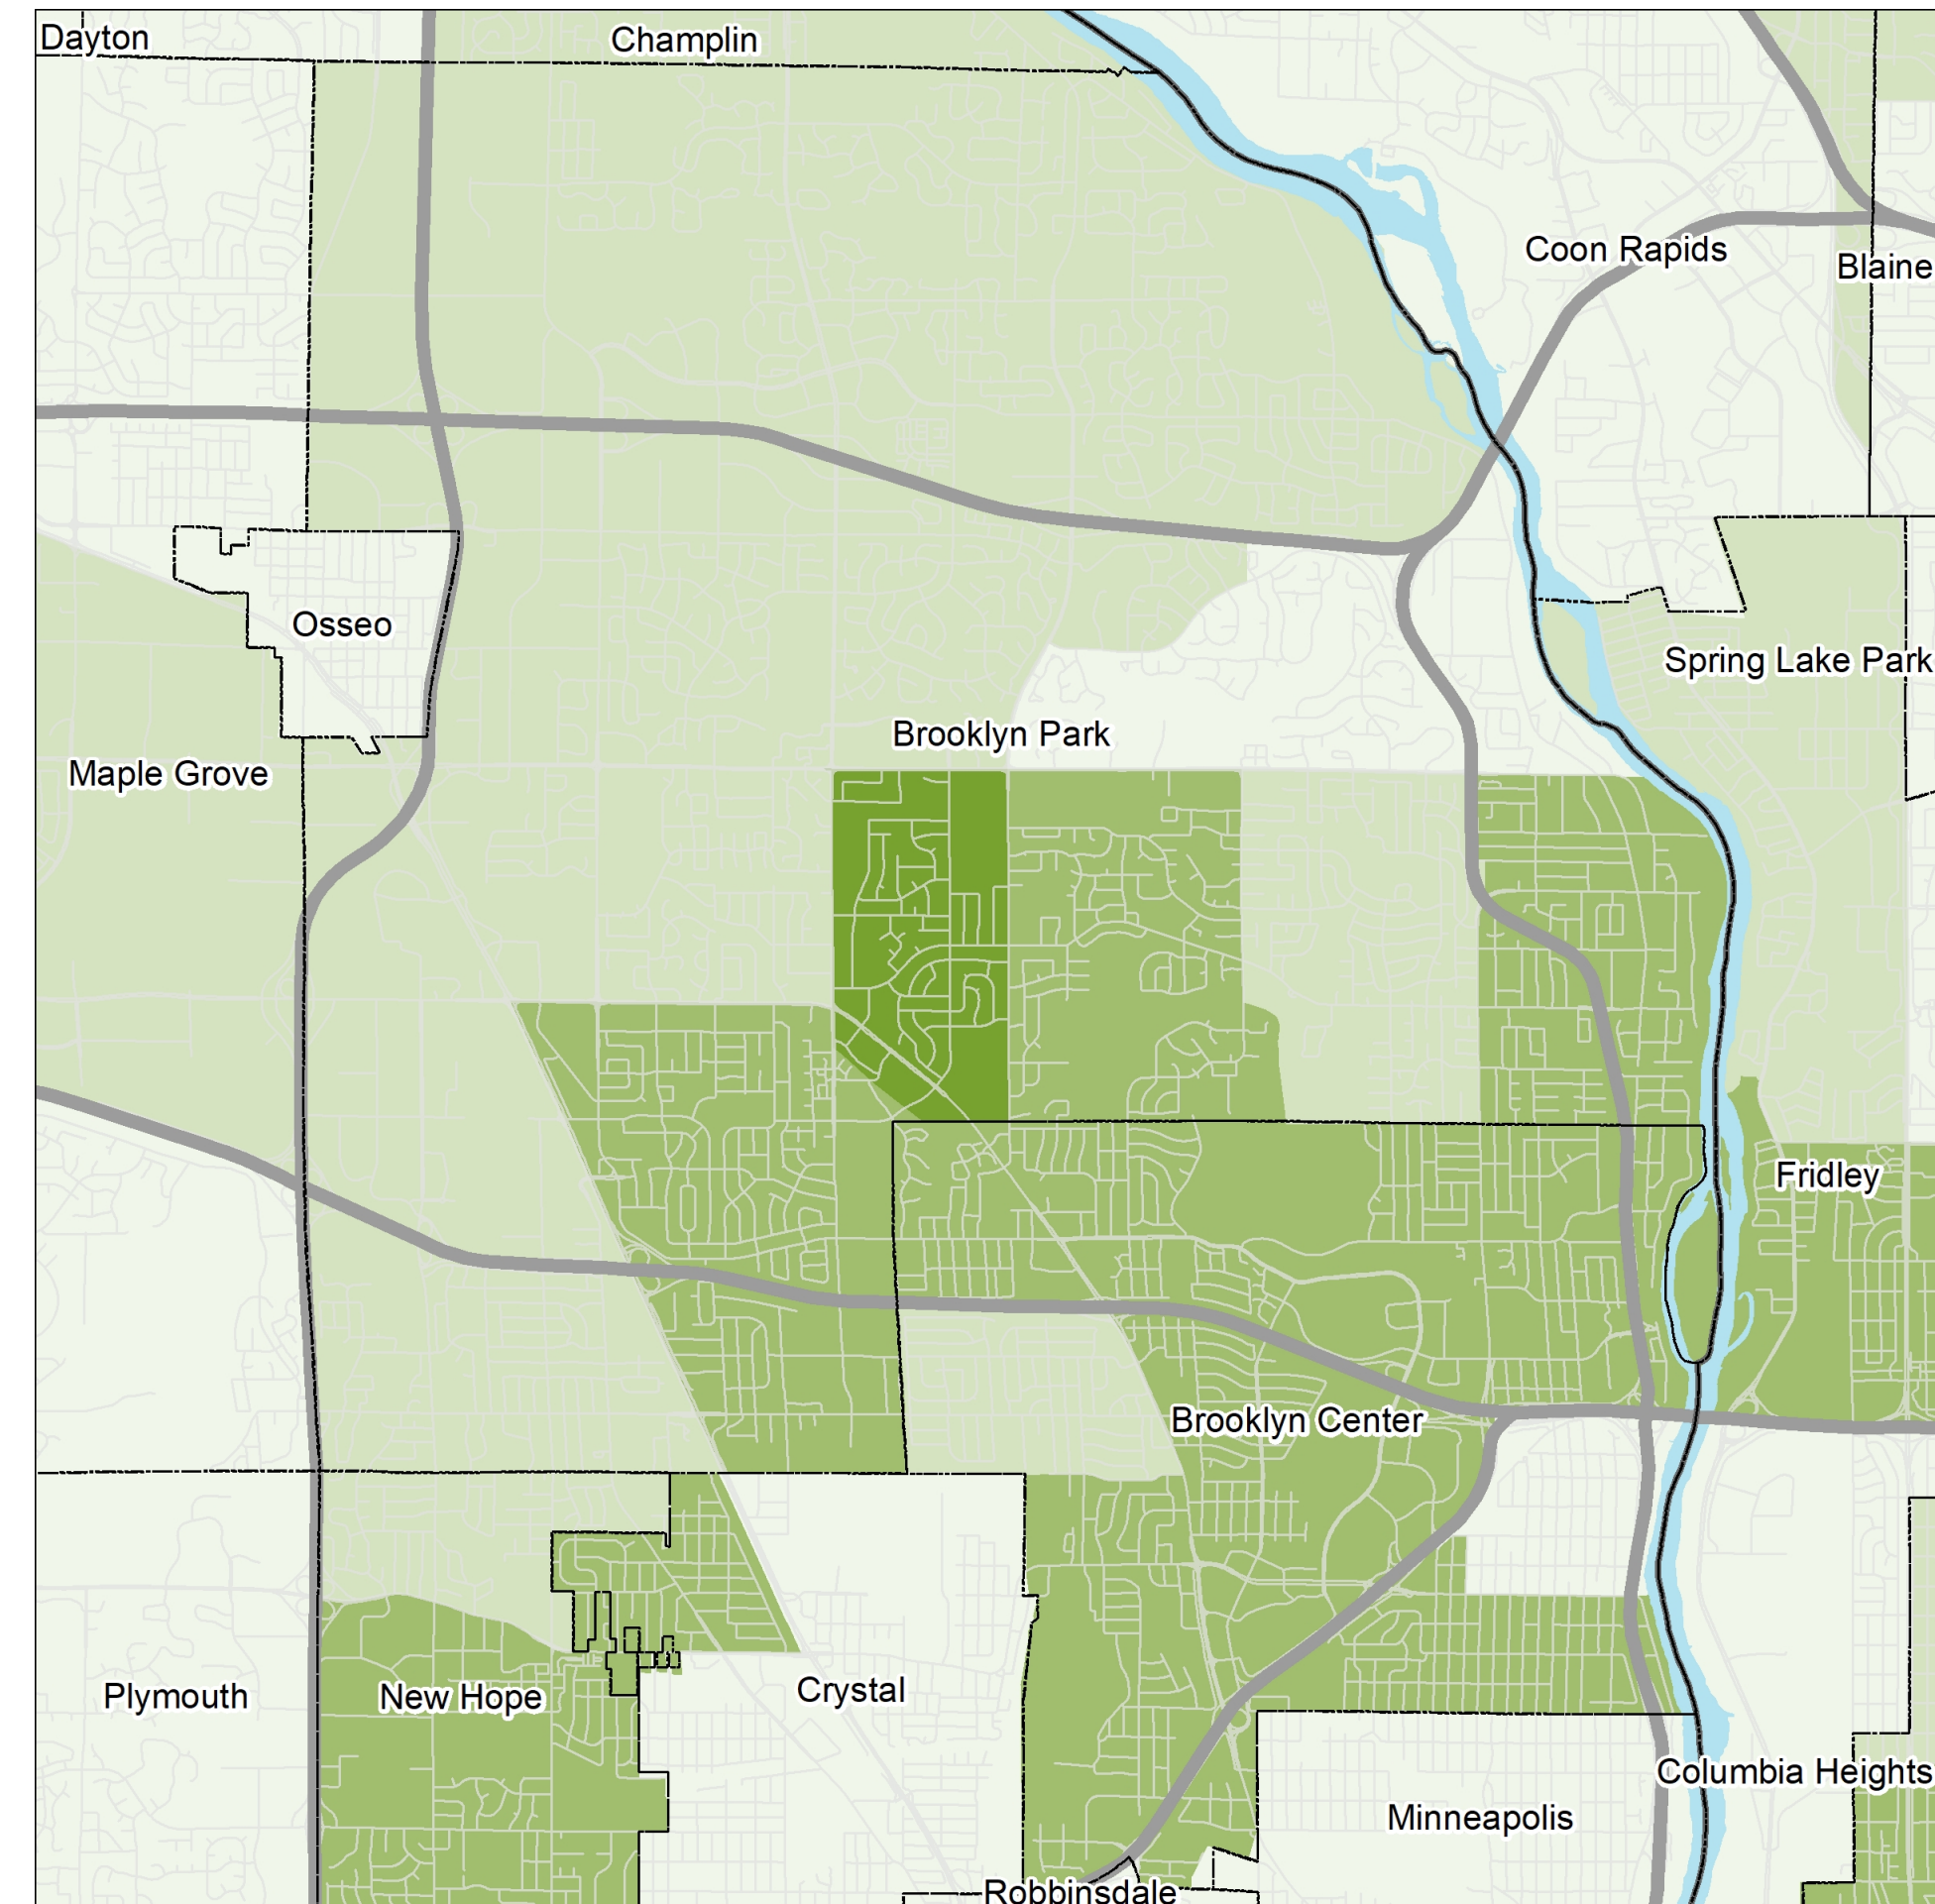 Dayton
Champlin
Coon Rapids
Blaine
Osseo
Spring Lake Park
Brooklyn Park
Maple Grove
Fridley
Brooklyn Center
Plymouth
New Hope
Crystal
Columbia Heights
Minneapolis
Robbinsdale